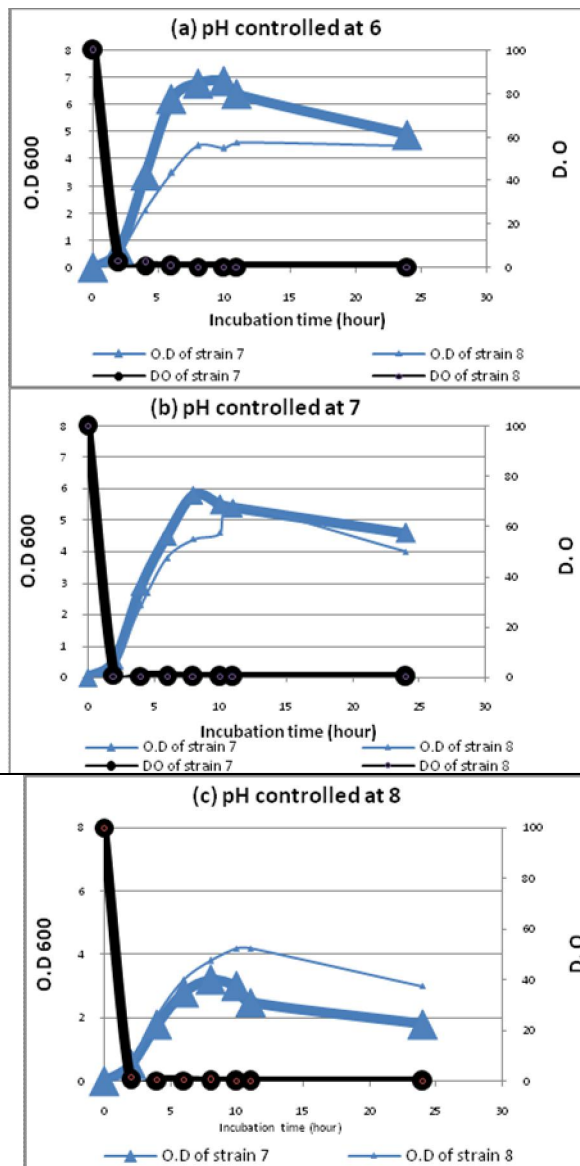 (a) pH controlled at 6
8
7
6
5
4
3
2
1
0
100
80
60
40
20
0
O.D 600
D. O
0 5 10 15 20 25 30
Incubation time (hour)
O.D of strain 7 O.D of strain 8
DO of strain 7 DO of strain 8
(b) pH controlled at 7
8
7
6
5
4
3
2
1
0
100
80
60
40
20
0
O.D 600
D. O
0 5 10 15 20 25 30
Incubation time (hour)
O.D of strain 7 O.D of strain 8
DO of strain 7 DO of strain 8
(c) pH controlled at 8
8
6
4
2
0
100
80
60
40
20
0
O.D 600
D. O
0 5 10 15 20 25 30
Incubation time (hour)
O.D of strain 7 O.D of strain 8